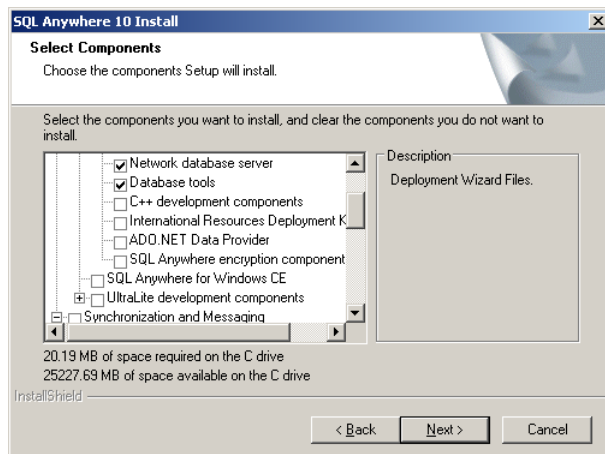 SQL Anywhere 10 Install
Select Components
Choose the components Setup will install.
Select the components you want to install, and clear the components you do not want to
install.
Network database server
Database tools
C++ development components
International Resources Deployment K
ADO.NET Data Provider
SQL Anywhere encryption component
SQL Anywhere for Windows CE
UltraLite development components
Synchronization and Messaging
Description
Deployment Wizard Files.
20.19 MB of space required on the C drive
25227.69 MB of space available on the C drive
InstallShield
< Back
Next >
Cancel